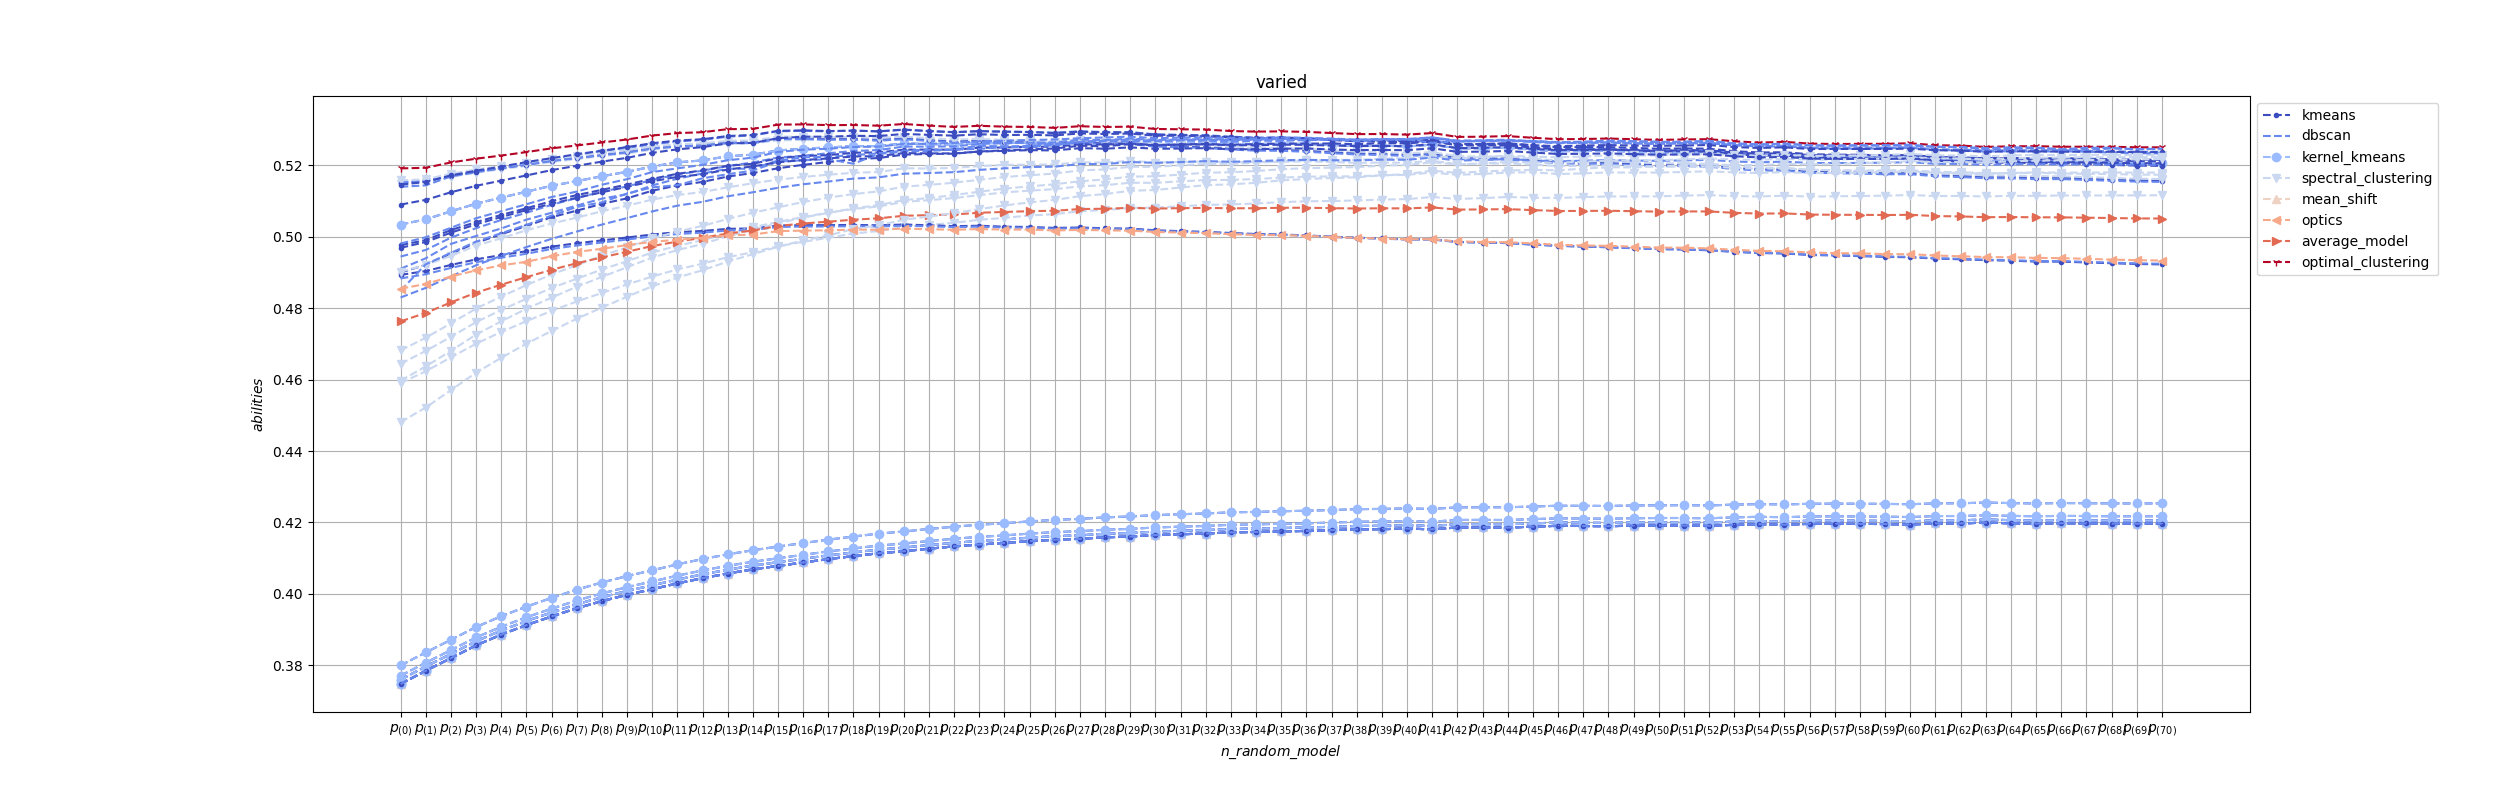 varied
abilities
0.52
0.50
0.48
0.46
0.44
0.42
0.40
0.38
p(0) p(1) p(2) p(3) p(4) p(5) p(6) p(7) p(8) p(9) p(10) p(11) p(12) p(13) p(14) p(15) p(16) p(17) p(18) p(19) p(20) p(21) p(22) p(23) p(24) p(25) p(26) p(27) p(28) p(29) p(30) p(31) p(32) p(33) p(34) p(35) p(36) p(37) p(38) p(39) p(40) p(41) p(42) p(43) p(44) p(45) p(46) p(47) p(48) p(49) p(50) p(51) p(52) p(53) p(54) p(55) p(56) p(57) p(58) p(59) p(60) p(61) p(62) p(63) p(64) p(65) p(66) p(67) p(68) p(69) p(70)
n_random_model
kmeans
dbscan
kernel_kmeans
spectral_clustering
mean_shift
optics
average_model
optimal_clustering